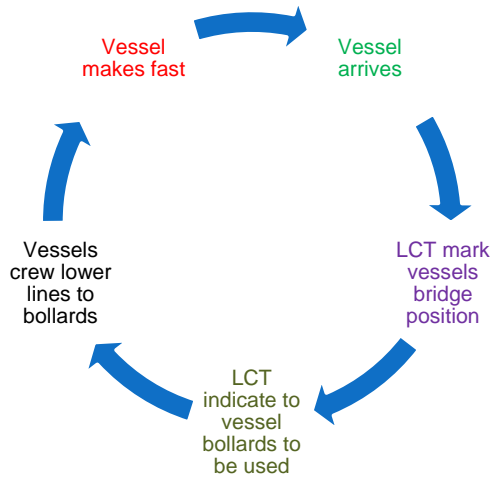 Vessel
makes fast
Vessel
arrives
LCT mark
vessels
bridge
position
LCT
indicate to
vessel
bollards to
be used
Vessels
crew lower
lines to
bollards